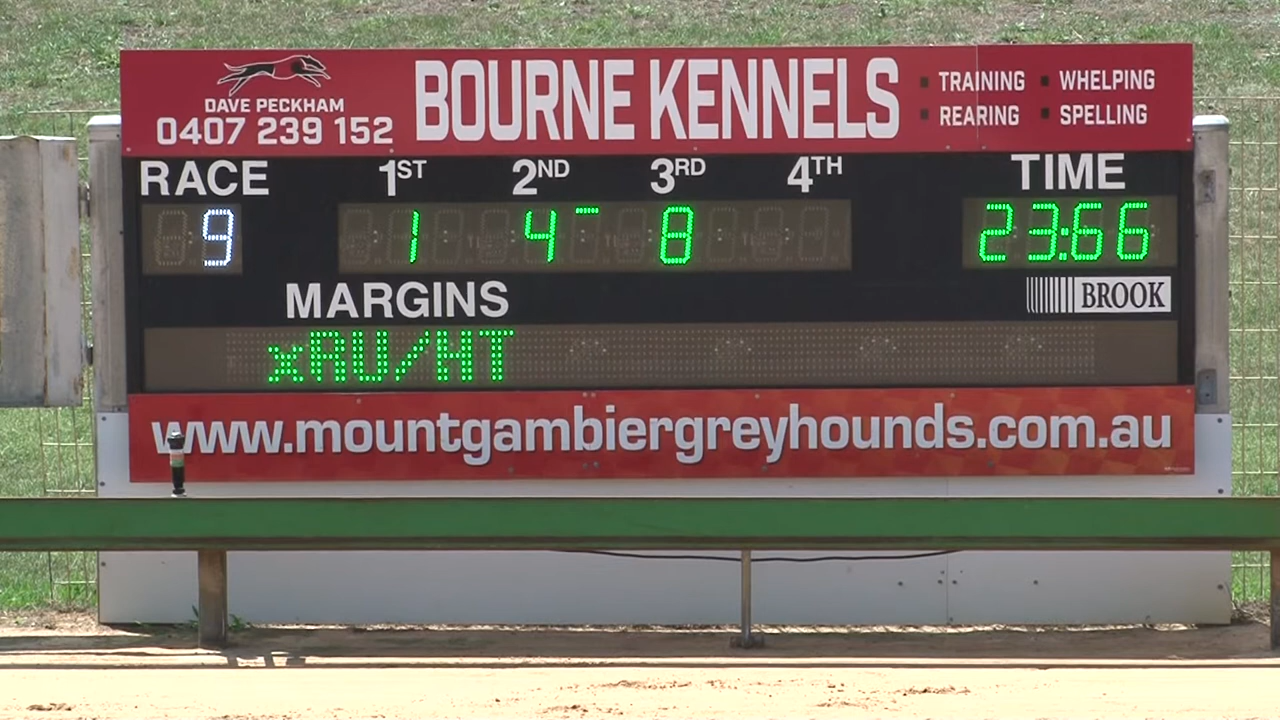 DAVE PECKHAM
0407 239 152
BOURNE KENNELS
TRAINING WHELPING
REARING SPELLING
RACE 1ST 2ND 3RD 4TH TIME
9 1 4 8 23:66
BROOK
MARGINS
xAU/HT
www.mountgambiergreyhounds.com.au